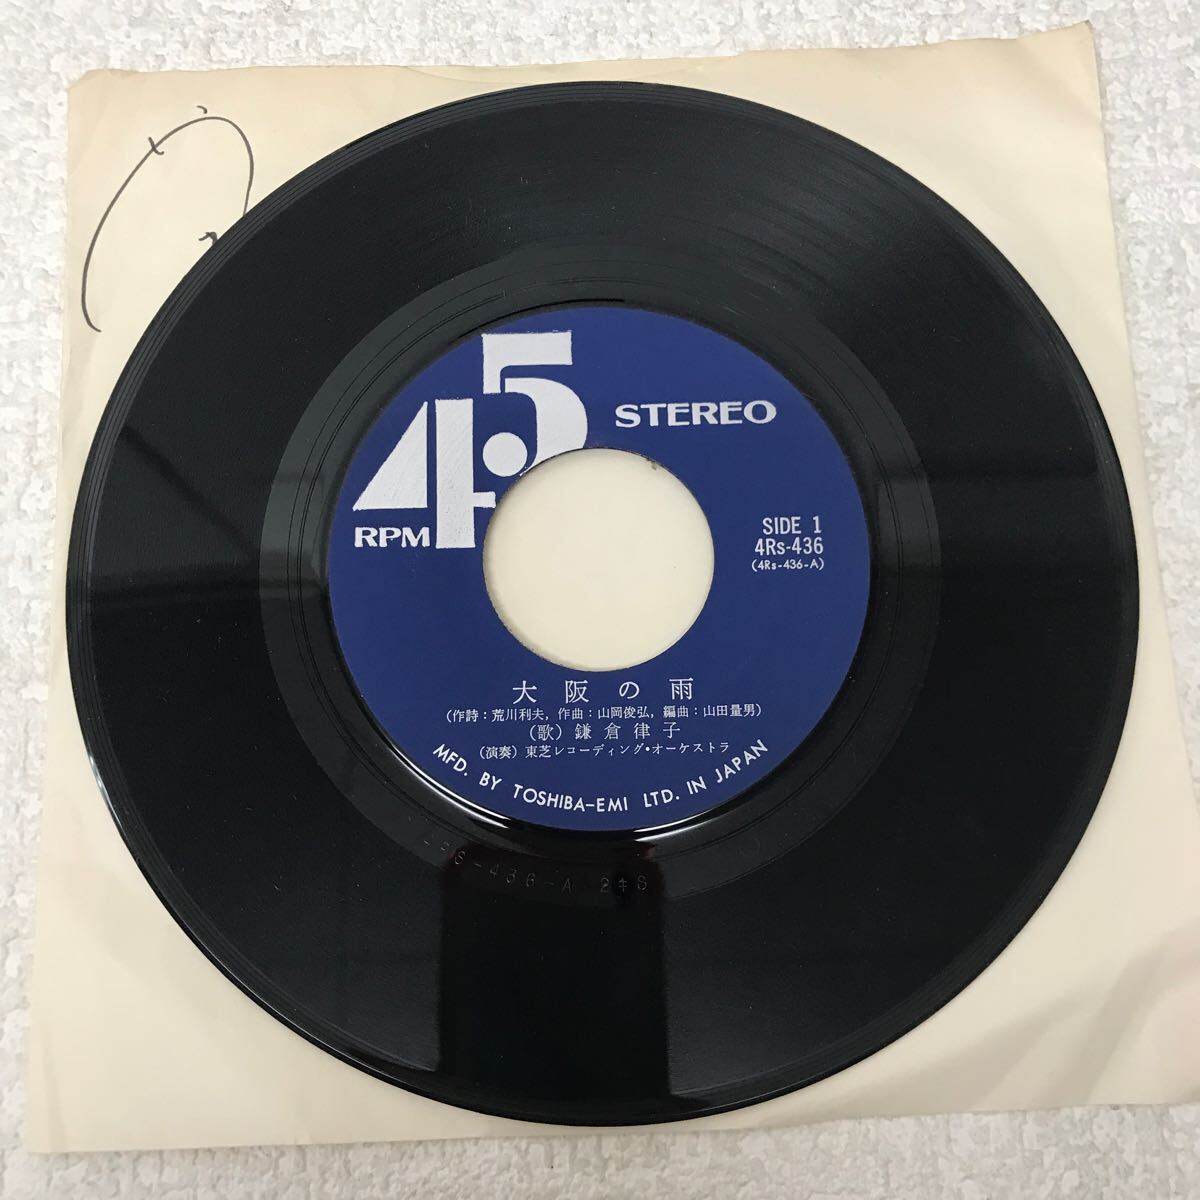 45
RPM
STEREO
SIDE 1
4Rs-436
(4Rs-436-A)
大阪の雨
(作詩：荒川利夫, 作曲：山岡俊弘, 編曲：山田量男)
(歌) 鎌倉律子
(演奏) 東芝レコーディング・オーケストラ
MFD. BY TOSHIBA-EMI LTD. IN JAPAN
-436-A